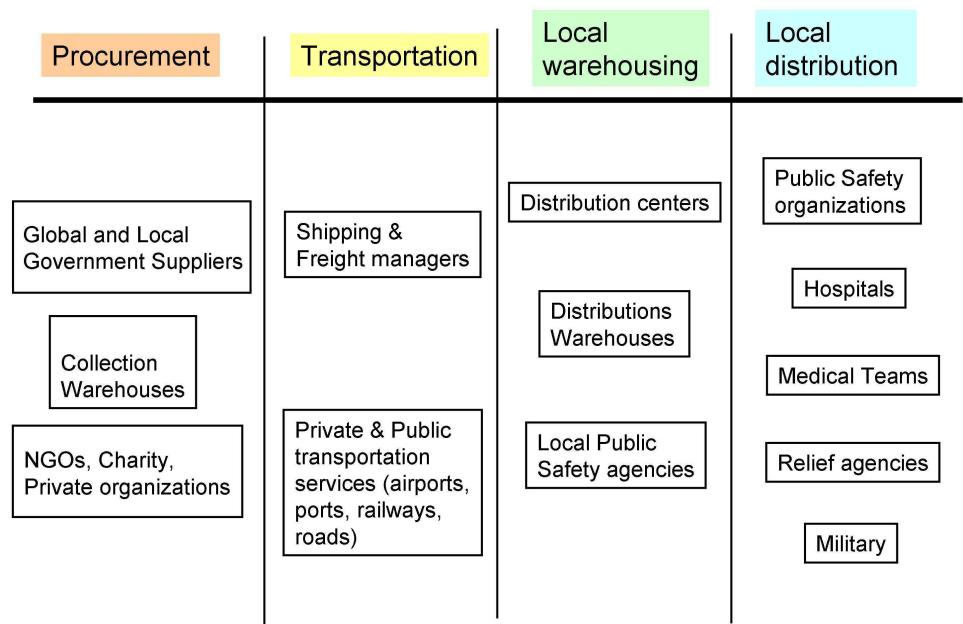 Procurement
Transportation
Local
warehousing
Local
distribution
Global and Local
Government Suppliers
Collection
Warehouses
NGOs, Charity,
Private organizations
Shipping &
Freight managers
Private & Public
transportation
services (airports,
ports, railways,
roads)
Distribution centers
Distributions
Warehouses
Local Public
Safety agencies
Public Safety
organizations
Hospitals
Medical Teams
Relief agencies
Military